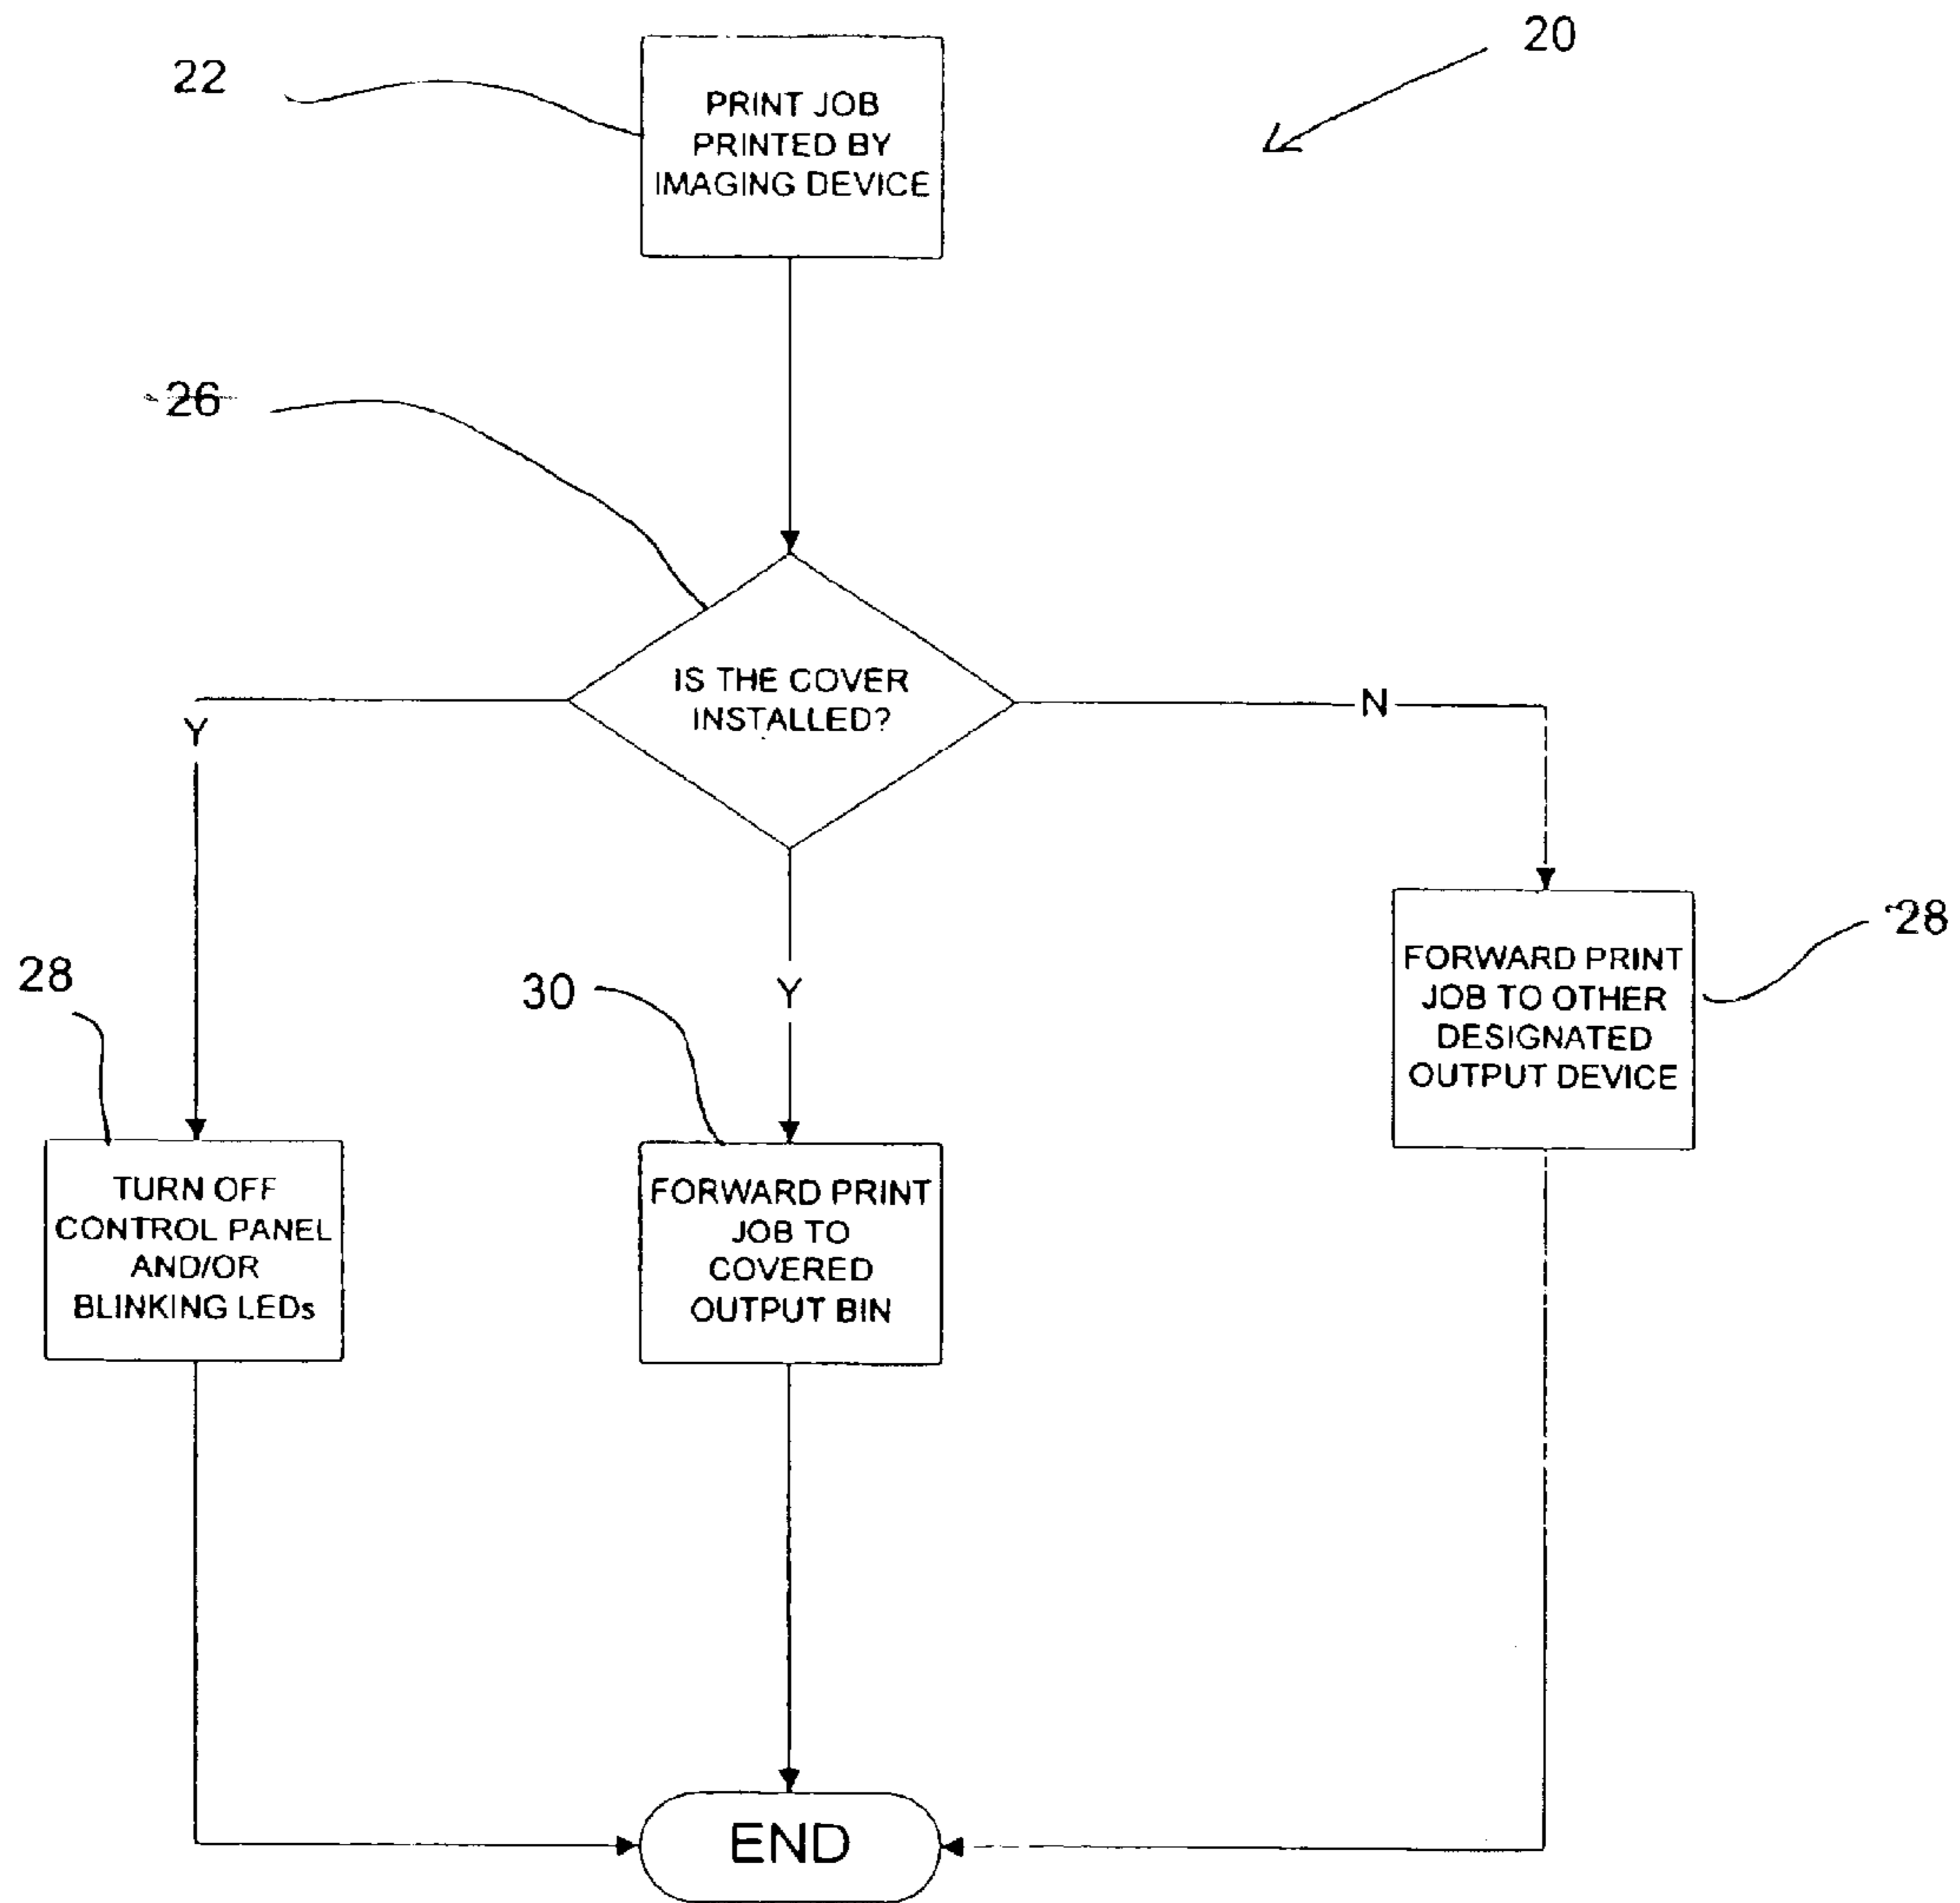 20
22
PRINT JOB
PRINTED BY
IMAGING DEVICE
26
IS THE COVER
INSTALLED?
Y
N
Y
28
FORWARD PRINT
JOB TO OTHER
DESIGNATED
OUTPUT DEVICE
28
30
TURN OFF
CONTROL PANEL
AND/OR
BLINKING LEDs
FORWARD PRINT
JOB TO
COVERED
OUTPUT BIN
END